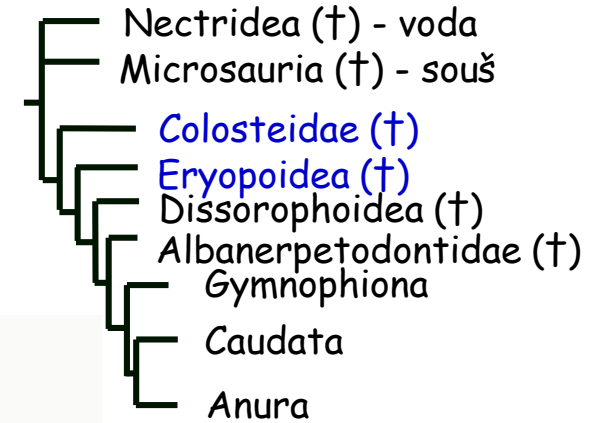 Nectridea (†) - voda
Microsauria (†) - souš
Colosteidae (†)
Eryopoidea (†)
Dissorophoidea (†)
Albanerpetodontidae (†)
Gymnophiona
Caudata
Anura